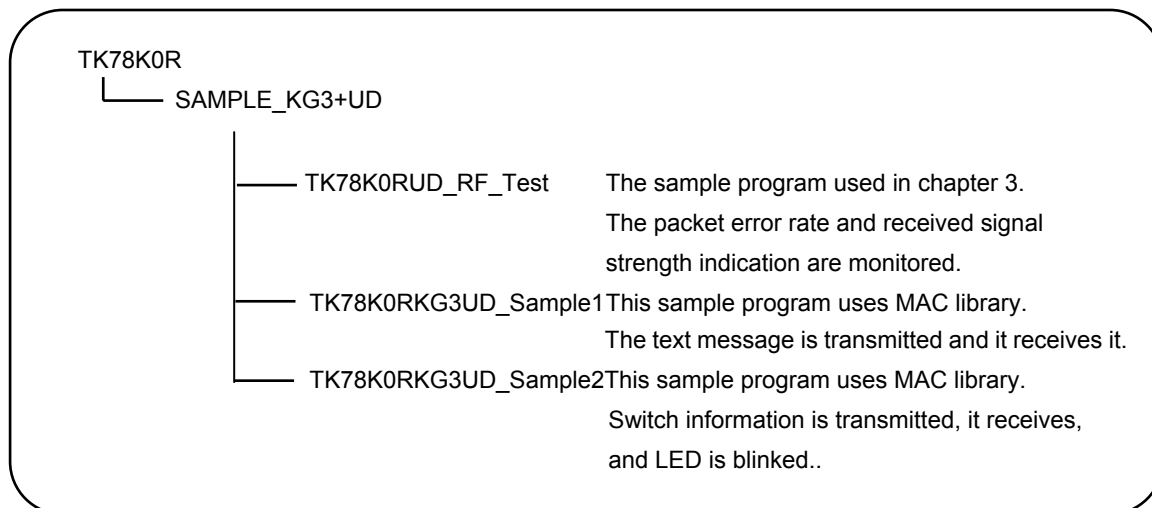 TK78K0R
SAMPLE_KG3+UD
TK78K0RUD_RF_Test The sample program used in chapter 3.
The packet error rate and received signal
strength indication are monitored.
TK78K0RKG3UD_Sample1This sample program uses MAC library.
The text message is transmitted and it receives it.
TK78K0RKG3UD_Sample2This sample program uses MAC library.
Switch information is transmitted, it receives,
and LED is blinked..